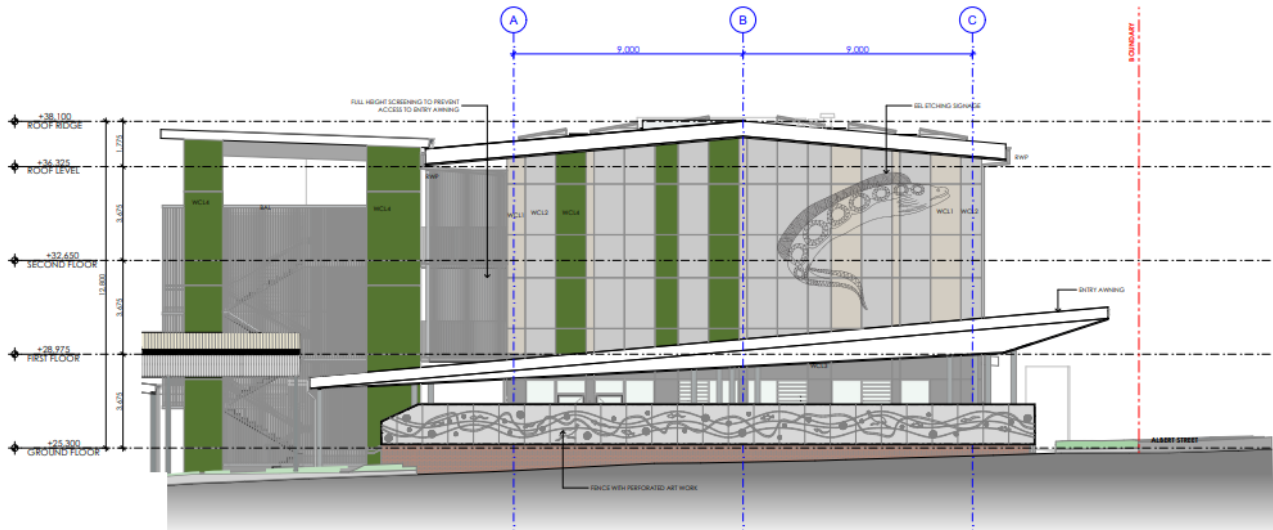 A
B
C
9.000
9.000
BOUNDARY
FULL HEIGHT SCREENING TO PREVENT
ACCESS TO ENTRY AWNING
EEL ETCHING SIGNAGE
+38.100
ROOF RIDGE
1.775
RWP
+36.325
ROOF LEVEL
RWP
WCL4
BAL
WCL4
3.675
WCL1
WCL2
WCL4
WCL1
WCL2
+32.650
SECOND FLOOR
12.800
3.675
ENTRY AWNING
+28.975
FIRST FLOOR
3.675
+25.300
GROUND FLOOR
ALBERT STREET
FENCE WITH PERFORATED ART WORK